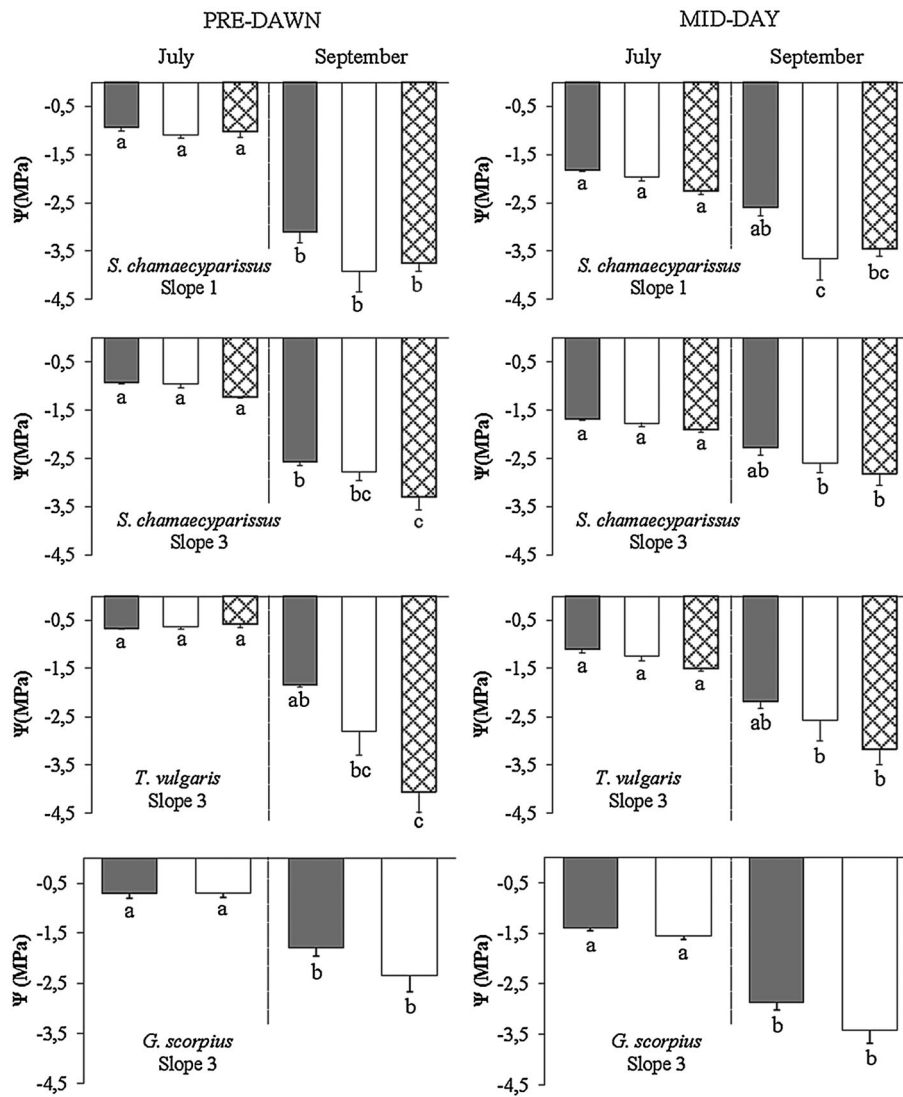 PRE-DAWN
MID-DAY
July
September
July
September
-0,5
-1,5
-2,5
-3,5
-4,5
Ψ(MPa)
a
a
a
b
b
b
S. chamaecyparissus
Slope 1
-0,5
-1,5
-2,5
-3,5
-4,5
Ψ(MPa)
a
a
a
ab
c
bc
S. chamaecyparissus
Slope 1
-0,5
-1,5
-2,5
-3,5
-4,5
Ψ(MPa)
a
a
a
b
bc
c
S. chamaecyparissus
Slope 3
-0,5
-1,5
-2,5
-3,5
-4,5
Ψ(MPa)
a
a
a
ab
b
b
S. chamaecyparissus
Slope 3
-0,5
-1,5
-2,5
-3,5
-4,5
Ψ(MPa)
a
a
a
ab
bc
c
T. vulgaris
Slope 3
-0,5
-1,5
-2,5
-3,5
-4,5
Ψ(MPa)
a
a
a
ab
b
b
T. vulgaris
Slope 3
-0,5
-1,5
-2,5
-3,5
-4,5
Ψ (MPa)
a
a
b
b
G. scorpius
Slope 3
-0,5
-1,5
-2,5
-3,5
-4,5
Ψ (MPa)
a
a
b
b
G. scorpius
Slope 3